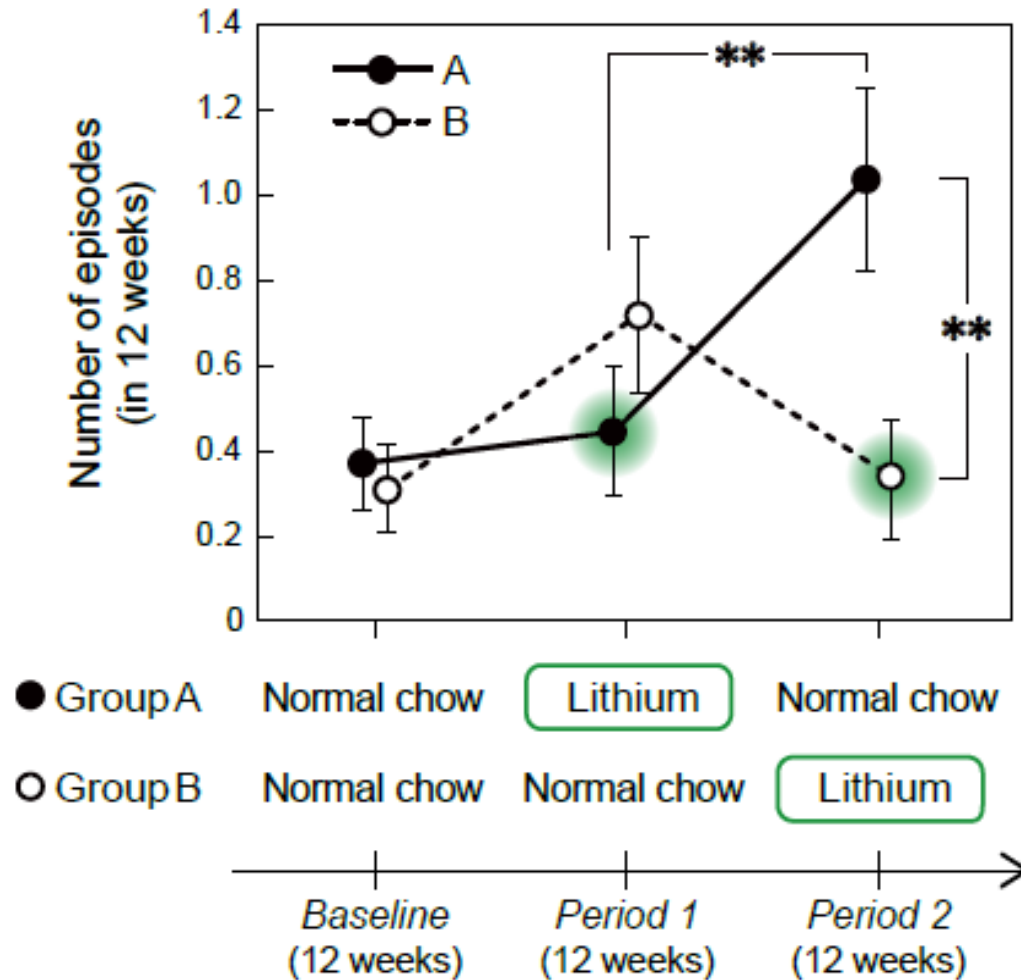 1.4
1.2
1.0
0.8
0.6
0.4
0.2
0
Number of episodes
(in 12 weeks)
A
B
**
**
Group A Normal chow Lithium Normal chow
Group B Normal chow Normal chow Lithium
Baseline Period 1 Period 2
(12 weeks) (12 weeks) (12 weeks)